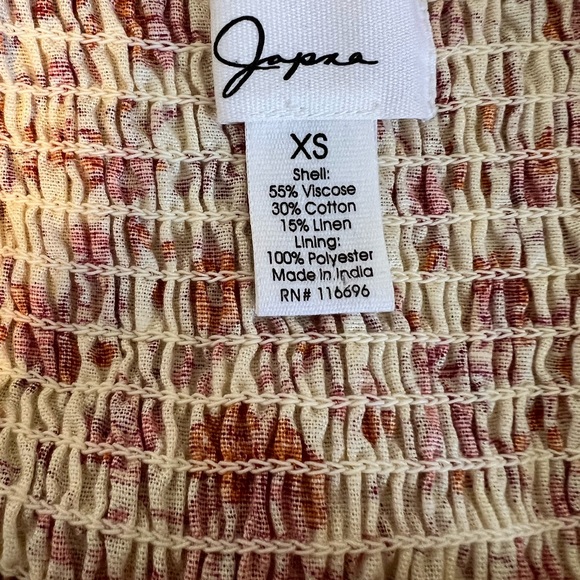 Japna
XS
Shell:
55% Viscose
30% Cotton
15% Linen
Lining:
100% Polyester
Made In India
RN# 116696